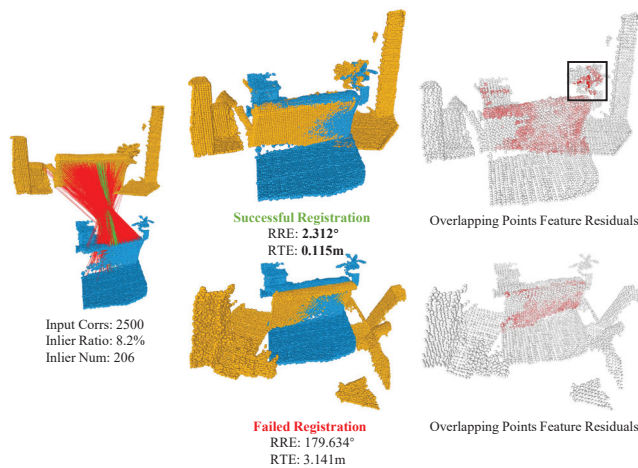 Successful Registration
RRE: 2.312°
RTE: 0.115m
Overlapping Points Feature Residuals
Input Corrs: 2500
Inlier Ratio: 8.2%
Inlier Num: 206
Failed Registration
RRE: 179.634°
RTE: 3.141m
Overlapping Points Feature Residuals